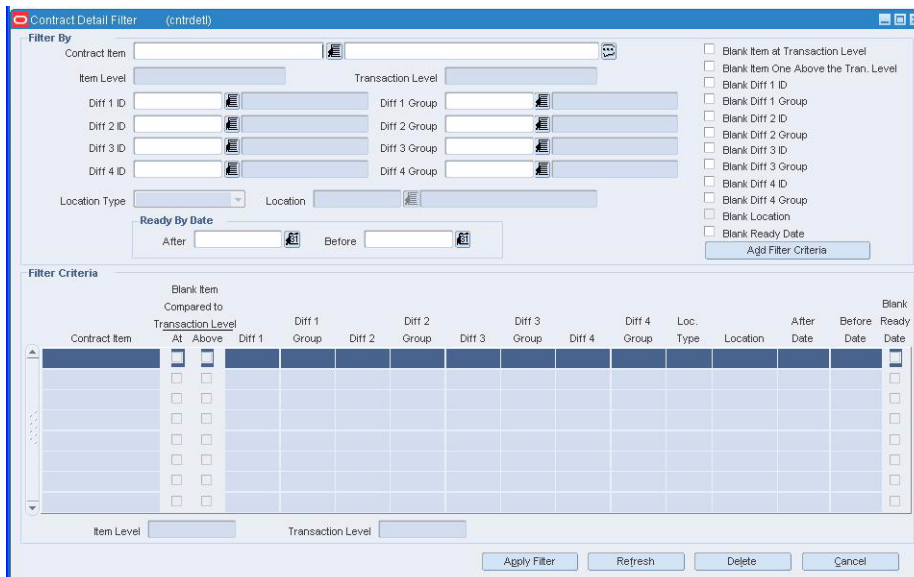 Contract Detail Filter (cntrdetl)
Filter By
Contract Item
Item Level Transaction Level
Diff 1 ID Diff 1 Group
Diff 2 ID Diff 2 Group
Diff 3 ID Diff 3 Group
Diff 4 ID Diff 4 Group
Location Type Location
Ready By Date
After Before
Blank Item at Transaction Level
Blank Item One Above the Tran. Level
Blank Diff 1 ID
Blank Diff 1 Group
Blank Diff 2 ID
Blank Diff 2 Group
Blank Diff 3 ID
Blank Diff 3 Group
Blank Diff 4 ID
Blank Diff 4 Group
Blank Location
Blank Ready Date
Add Filter Criteria
Filter Criteria
Blank Item
Compared to Blank
Transaction Level Diff 1 Diff 2 Diff 3 Diff 4 Loc. After Before Ready
Contract Item At Above Diff 1 Group Diff 2 Group Diff 3 Group Diff 4 Group Type Location Date Date Date
Item Level Transaction Level
Apply Filter Refresh Delete Cancel